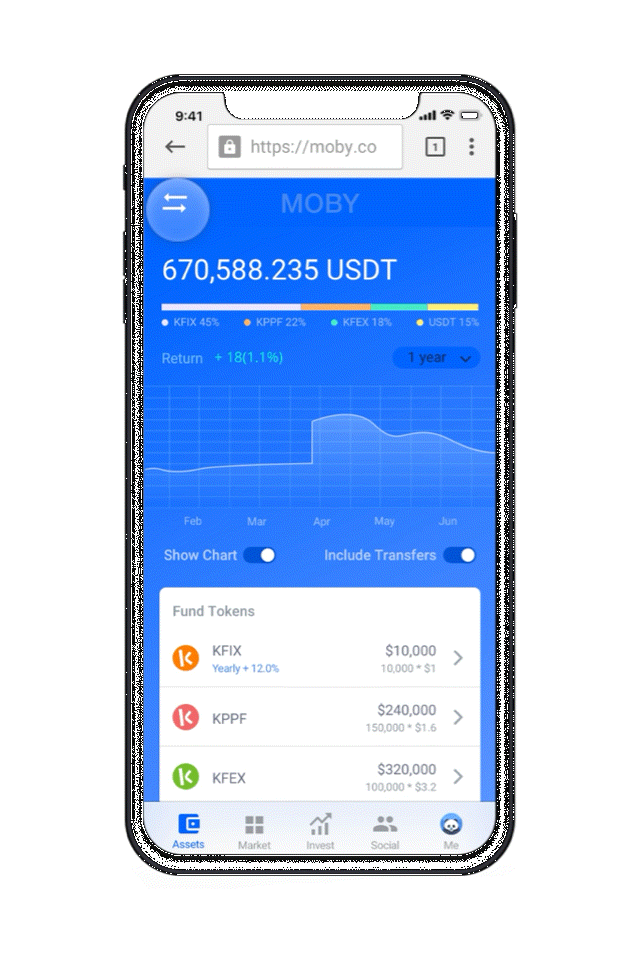 9:41
https://moby.co 1
MOBY
670,588.235 USDT
KFIX 45% KPPF 22% KFEX 18% USDT 15%
Return + 18(1.1%) 1 year
Feb Mar Apr May Jun
Show Chart Include Transfers
Fund Tokens
KFIX $10,000
Yearly + 12.0% 10,000 * $1
KPPF $240,000
150,000 * $1.6
KFEX $320,000
100,000 * $3.2
Assets Market Invest Social Me